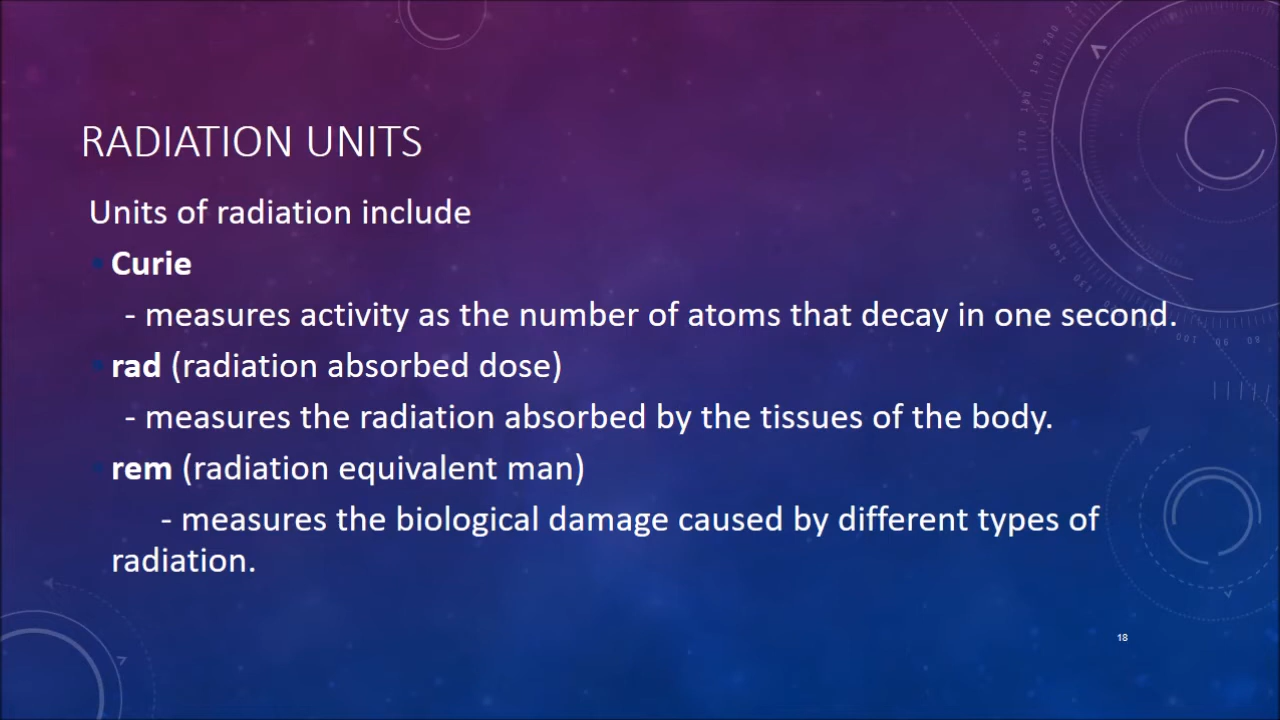 RADIATION UNITS
Units of radiation include
• Curie
- measures activity as the number of atoms that decay in one second.
• rad (radiation absorbed dose)
- measures the radiation absorbed by the tissues of the body.
• rem (radiation equivalent man)
- measures the biological damage caused by different types of
radiation.
18